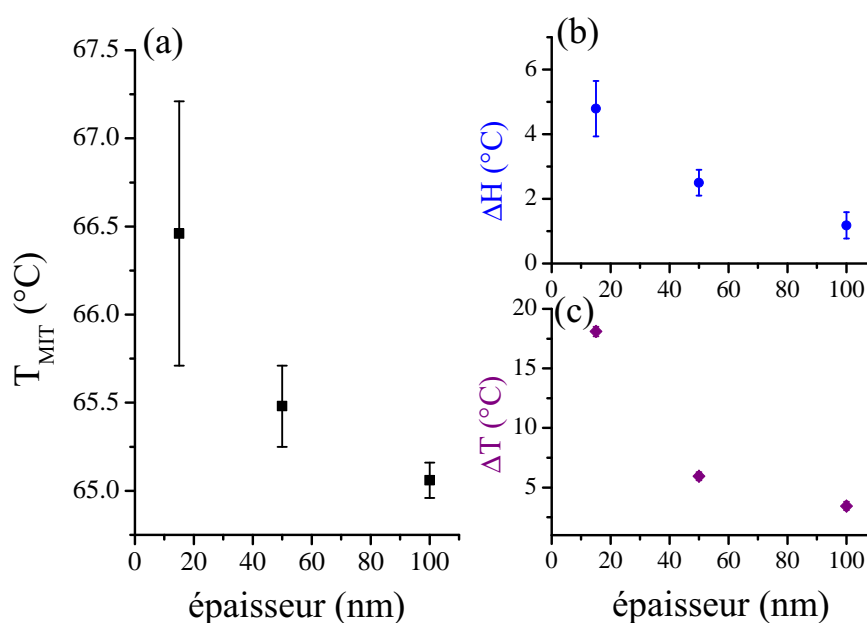 (a)
67.5
67.0
66.5
66.0
65.5
65.0
T_MIT (°C)
0 20 40 60 80 100
épaisseur (nm)
(b)
6
4
2
0
ΔH (°C)
0 20 40 60 80 100
(c)
20
15
10
5
ΔT (°C)
0 20 40 60 80 100
épaisseur (nm)